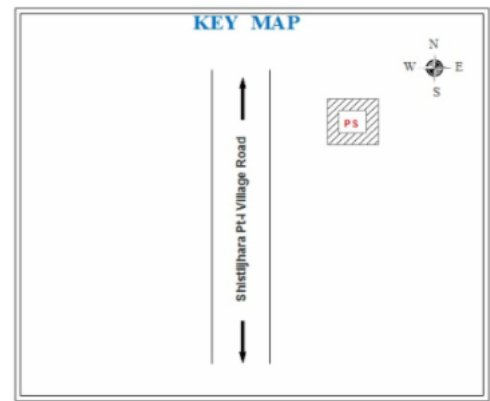 KEY MAP
N
W E
S
PS
Shistijhara Pt-I Village Road